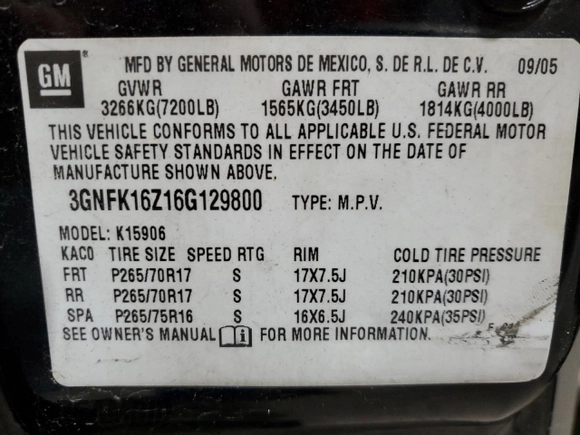 GM ® MFD BY GENERAL MOTORS DE MEXICO, S. DE R.L. DE C.V. 09/05
GVWR GAWR FRT GAWR RR
3266KG(7200LB) 1565KG(3450LB) 1814KG(4000LB)
THIS VEHICLE CONFORMS TO ALL APPLICABLE U.S. FEDERAL MOTOR
VEHICLE SAFETY STANDARDS IN EFFECT ON THE DATE OF
MANUFACTURE SHOWN ABOVE.
3GNFK16Z16G129800 TYPE: M.P.V.
MODEL: K15906
KACO TIRE SIZE SPEED RTG RIM COLD TIRE PRESSURE
FRT P265/70R17 S 17X7.5J 210KPA(30PSI)
RR P265/70R17 S 17X7.5J 210KPA(30PSI)
SPA P265/75R16 S 16X6.5J 240KPA(35PSI)
SEE OWNER'S MANUAL i FOR MORE INFORMATION.